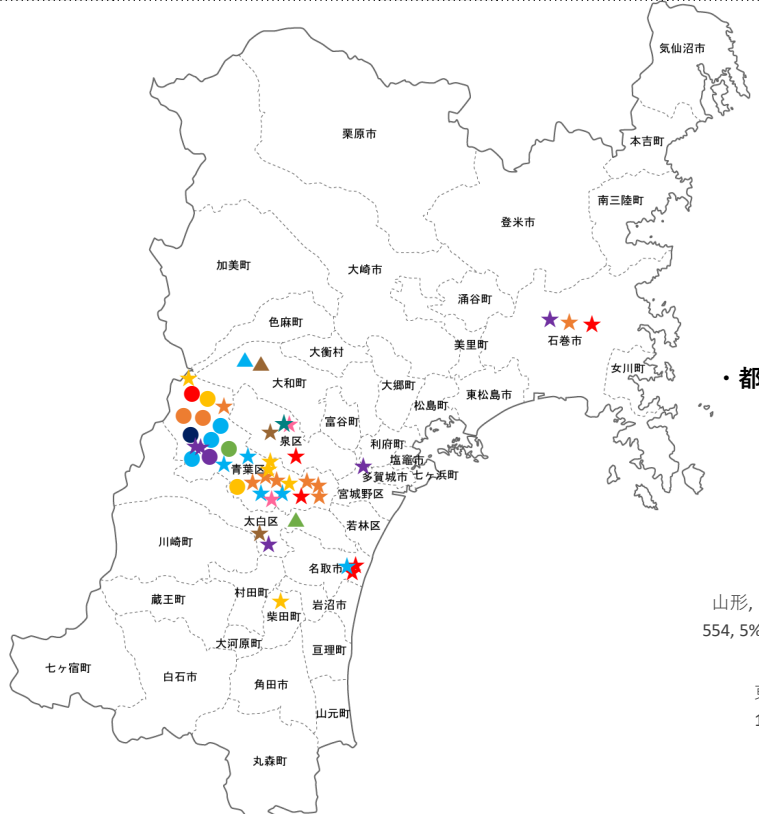 気仙沼市
栗原市
本吉町
南三陸町
登米市
加美町
大崎市
涌谷町
色麻町
石巻市
美里町
大衡村
女川町
大和町
・都
大郷町
東松島市
松島町
富谷町
泉区
利府町
塩竈市
青葉区
多賀城市 七ヶ浜町
宮城野区
太白区
若林区
川崎町
名取市
村田町
蔵王町
岩沼市
山形,
柴田町
554, 5%
大河原町
亘理町
七ヶ宿町
白石市
角田市
山元町
丸森町